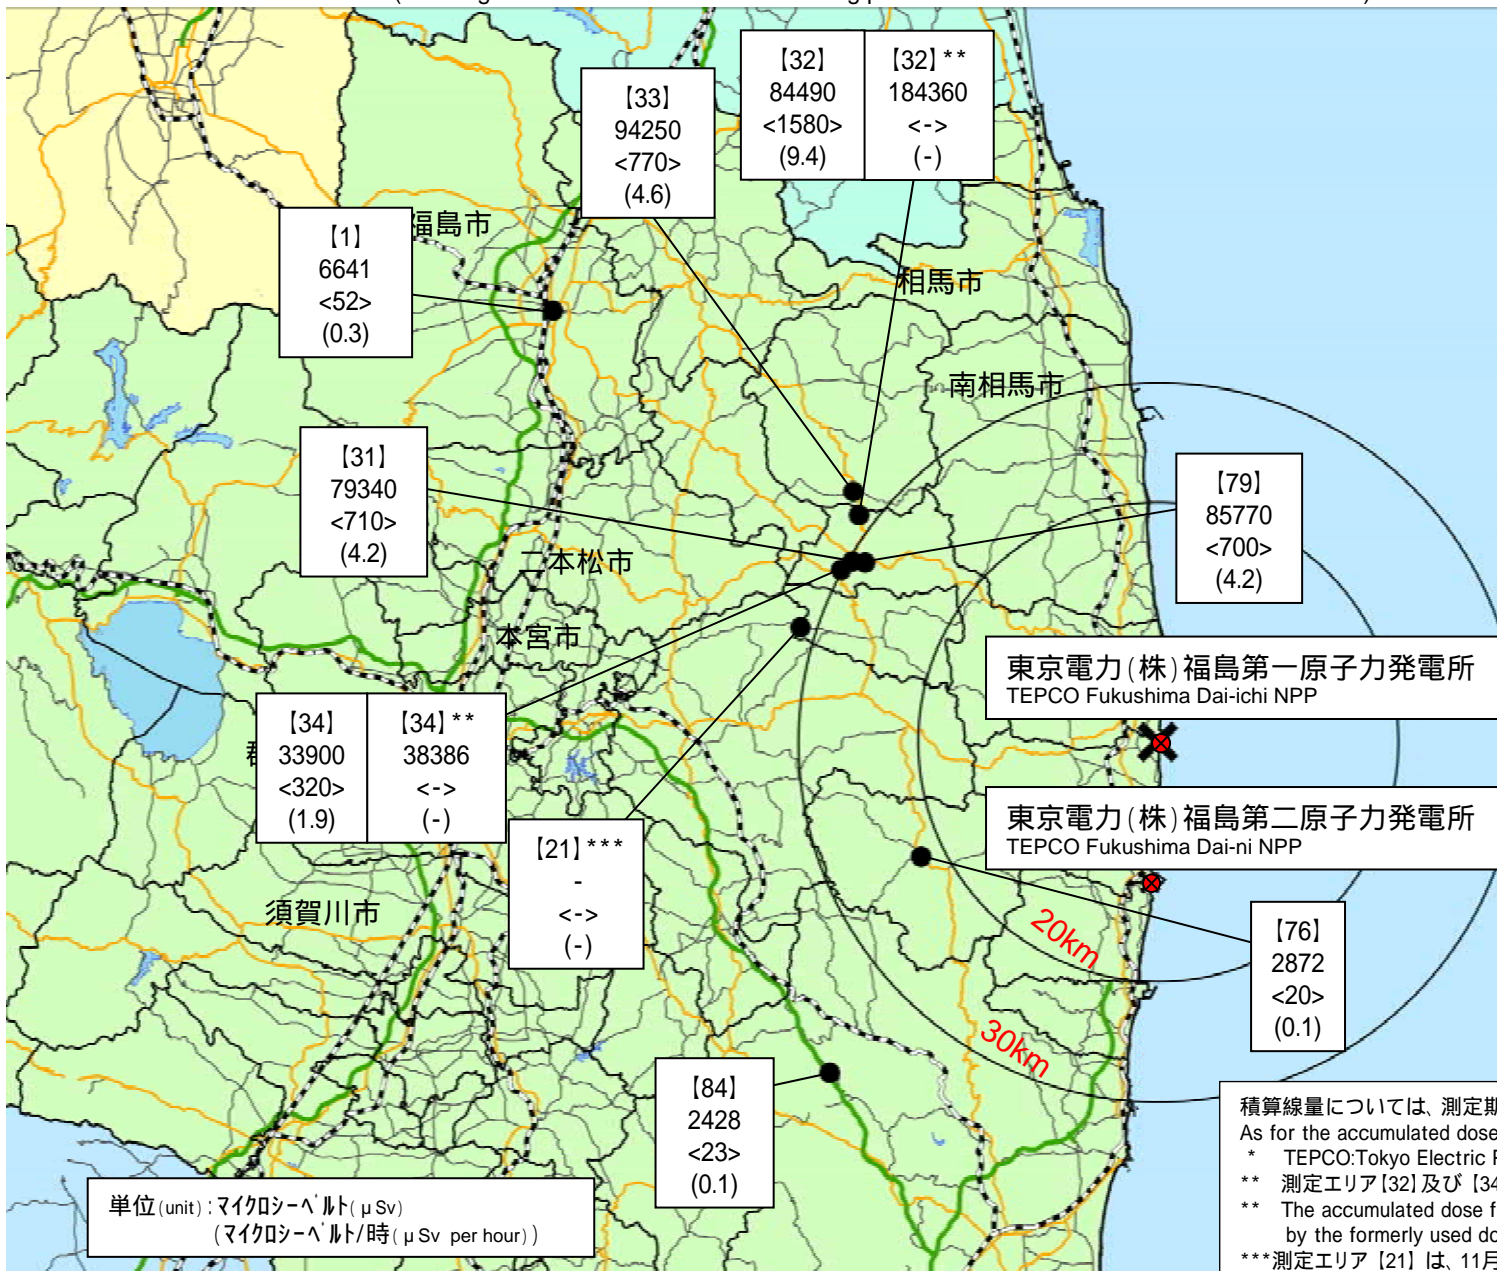 【32】
84490
<1580>
(9.4)
【32】**
184360
<->
(-)
【33】
94250
<770>
(4.6)
【1】
6641
<52>
(0.3)
福島市
相馬市
南相馬市
【31】
79340
<710>
(4.2)
【79】
85770
<700>
(4.2)
二本松市
本宮市
東京電力(株)福島第一原子力発電所
TEPCO Fukushima Dai-ichi NPP
【34】
33900
<320>
(1.9)
【34】**
38386
<->
(-)
東京電力(株)福島第二原子力発電所
TEPCO Fukushima Dai-ni NPP
【21】***
-
<->
(-)
須賀川市
20km
30km
【76】
2872
<20>
(0.1)
【84】
2428
<23>
(0.1)
単位(unit):マイクロシーベルト(μSv)
(マイクロシーベルト/時(μSv per hour))
積算線量については、測定期
As for the accumulated dose
* TEPCO:Tokyo Electric
** 測定エリア【32】及び【34
** The accumulated dose
by the formerly used
***測定エリア【21】は、11月